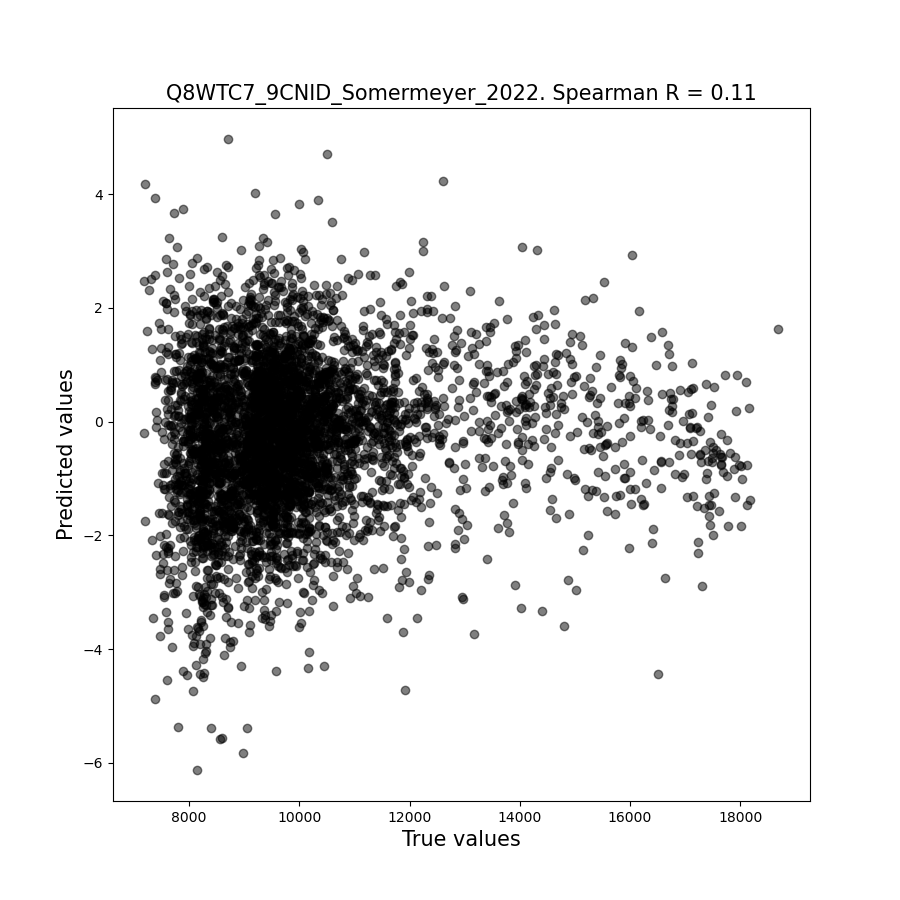 Q8WTC7_9CNID_Somermeyer_2022. Spearman R = 0.11
4
2
0
−2
−4
−6
Predicted values
8000 10000 12000 14000 16000 18000
True values